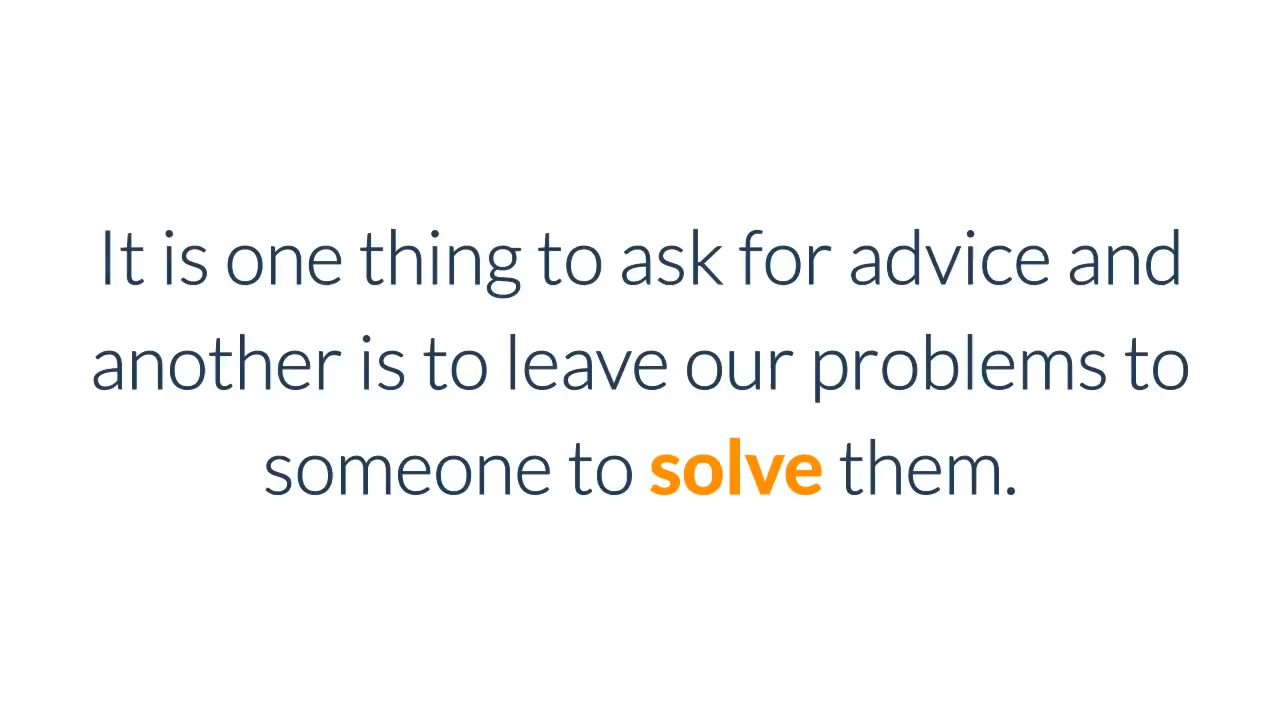 It is one thing to ask for advice and
another is to leave our problems to
someone to solve them.